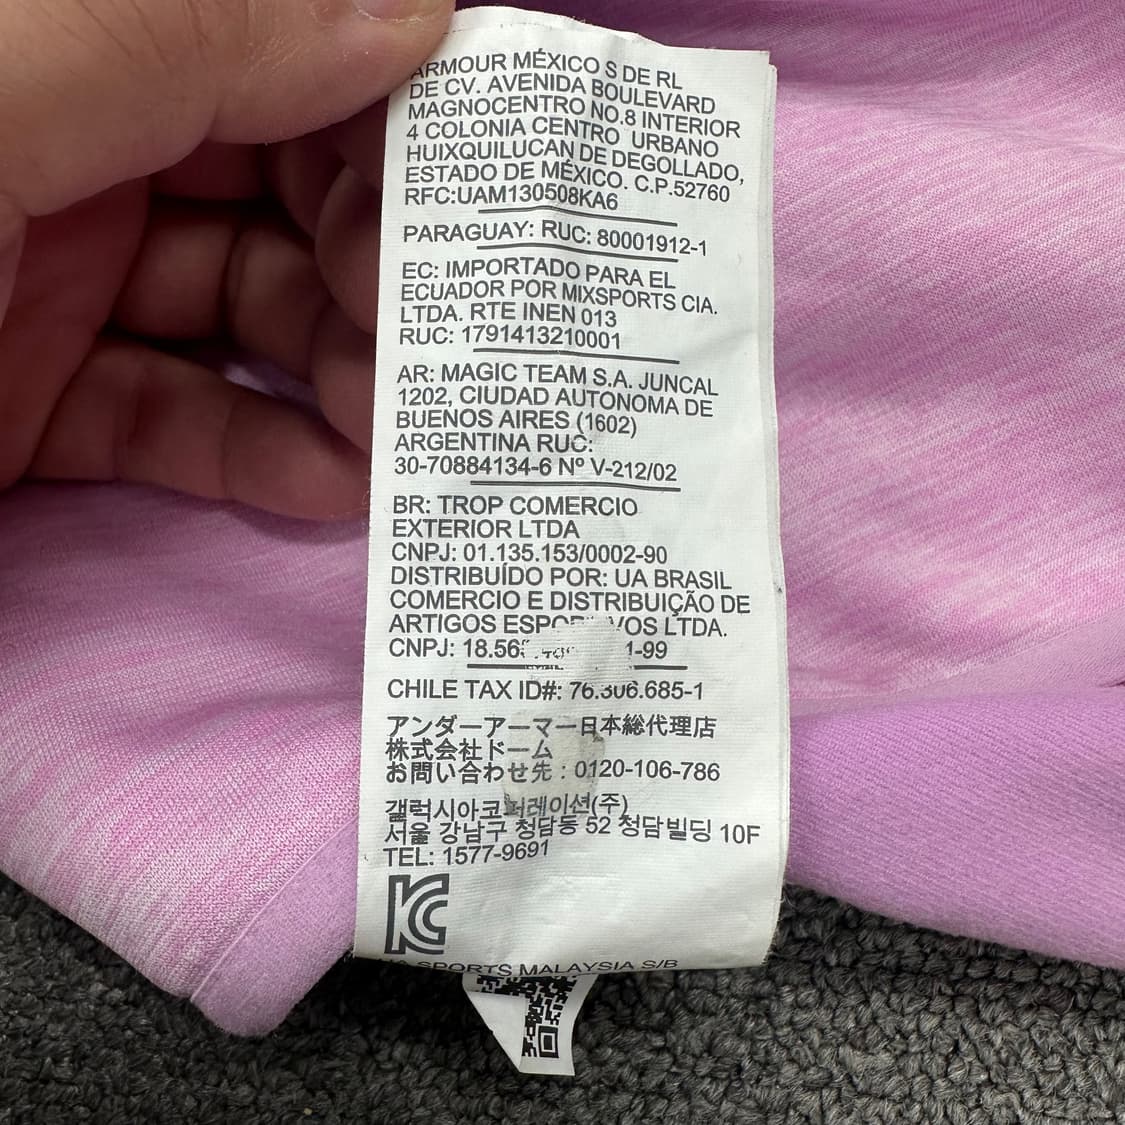 ARMOUR MÉXICO S DE RL
DE CV. AVENIDA BOULEVARD
MAGNOCENTRO NO.8 INTERIOR
4 COLONIA CENTRO URBANO
HUIXQUILUCAN DE DEGOLLADO,
ESTADO DE MÉXICO. C.P.52760
RFC:UAM130508KA6
PARAGUAY: RUC: 80001912-1
EC: IMPORTADO PARA EL
ECUADOR POR MIXSPORTS CIA.
LTDA. RTE INEN 013
RUC: 1791413210001
AR: MAGIC TEAM S.A. JUNCAL
1202, CIUDAD AUTONOMA DE
BUENOS AIRES (1602)
ARGENTINA RUC:
30-70884134-6 Nº V-212/02
BR: TROP COMERCIO
EXTERIOR LTDA
CNPJ: 01.135.153/0002-90
DISTRIBUÍDO POR: UA BRASIL
COMERCIO E DISTRIBUIÇÃO DE
ARTIGOS LTDA.
CNPJ:
CHILE TAX ID#: 76.306.685-1
アンダーアーマー日本総代理店
株式会社ドーム
お問い合わせ先：0120-106-786
갤럭시아코퍼레이션(주)
서울 강남구 청담동 52 청담빌딩 10F
TEL: 1577-9691
SPORTS MALAYSIA S/B